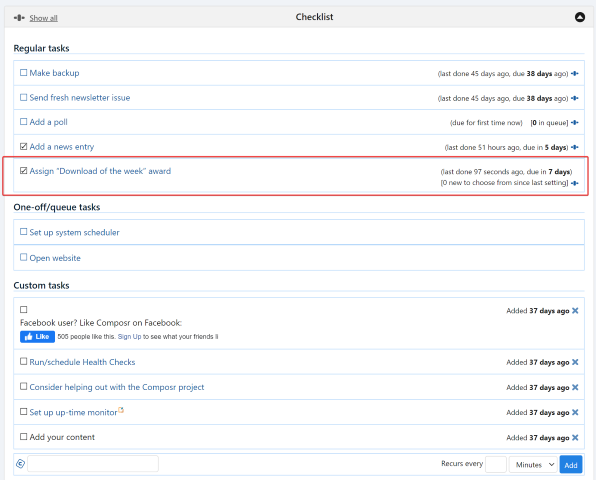 Show all
Checklist
Regular tasks
Make backup (last done 45 days ago, due 38 days ago)
Send fresh newsletter issue (last done 45 days ago, due 38 days ago)
Add a poll (due for first time now) [0 in queue]
Add a news entry (last done 51 hours ago, due in 5 days)
Assign “Download of the week” award (last done 97 seconds ago, due in 7 days)
[0 new to choose from since last setting]
One-off/queue tasks
Set up system scheduler
Open website
Custom tasks
Added 37 days ago
Facebook user? Like Composr on Facebook:
Like 505 people like this. Sign Up to see what your friends li
Run/schedule Health Checks Added 37 days ago
Consider helping out with the Composr project Added 37 days ago
Set up up-time monitor Added 37 days ago
Add your content Added 37 days ago
Recurs every Minutes Add